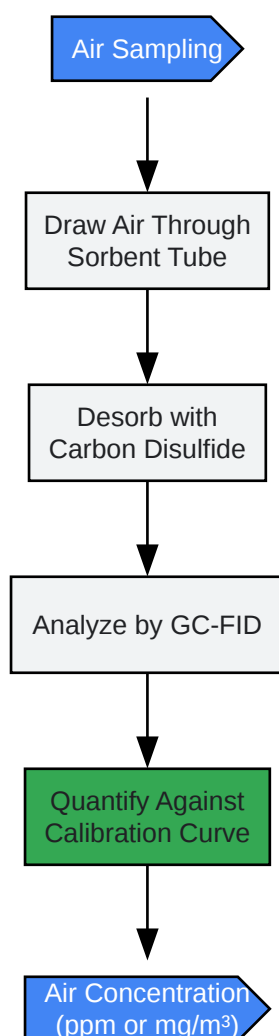 Air Sampling
Draw Air Through
Sorbent Tube
Desorb with
Carbon Disulfide
Analyze by GC-FID
Quantify Against
Calibration Curve
Air Concentration
(ppm or mg/m³)